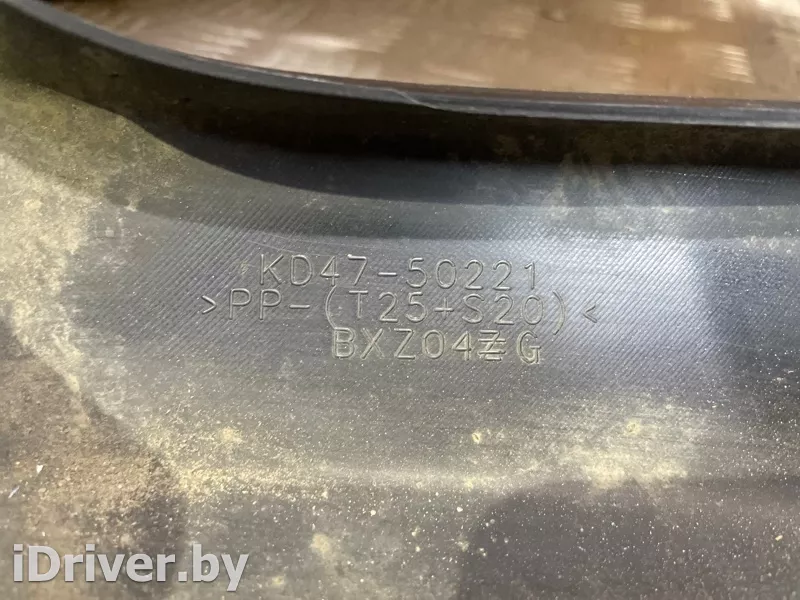 KD47-50221
>PP-(T25+S20)<
BXZ04 G
iDriver.by